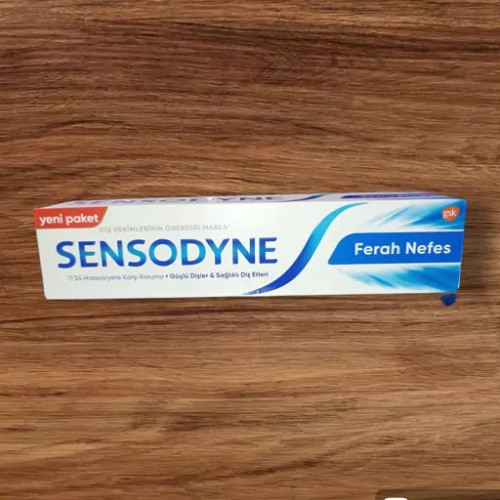 yeni paket
DİŞ HEKİMLERİNİN ÖNERDİĞİ MARKA*
gsk
SENSODYNE
Ferah Nefes
7/24 Hassasiyete Karşı Koruma • Güçlü Dişler & Sağlıklı Diş Etleri